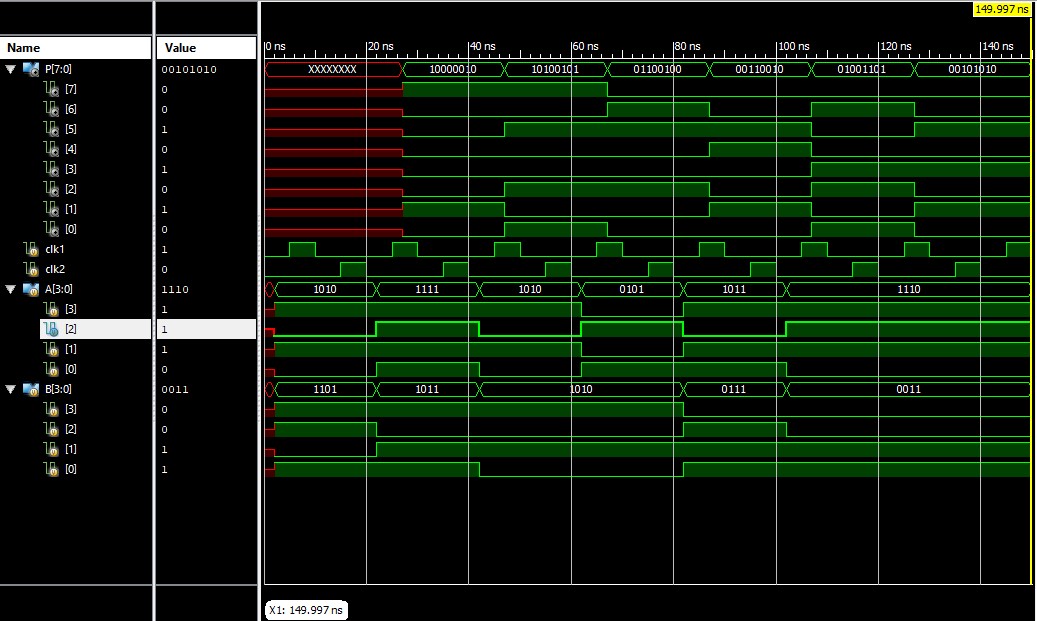 149.997 ns
Name Value 0 ns 20 ns 40 ns 60 ns 80 ns 100 ns 120 ns 140 ns
P[7:0] 00101010 XXXXXXXX 10000010 10100101 01100100 00110010 01001101 00101010
[7] 0
[6] 0
[5] 1
[4] 0
[3] 1
[2] 0
[1] 1
[0] 0
clk1 1
clk2 0
A[3:0] 1110 1010 1111 1010 0101 1011 1110
[3] 1
[2] 1
[1] 1
[0] 0
B[3:0] 0011 1101 1011 1010 0111 0011
[3] 0
[2] 0
[1] 1
[0] 1
X1: 149.997 ns